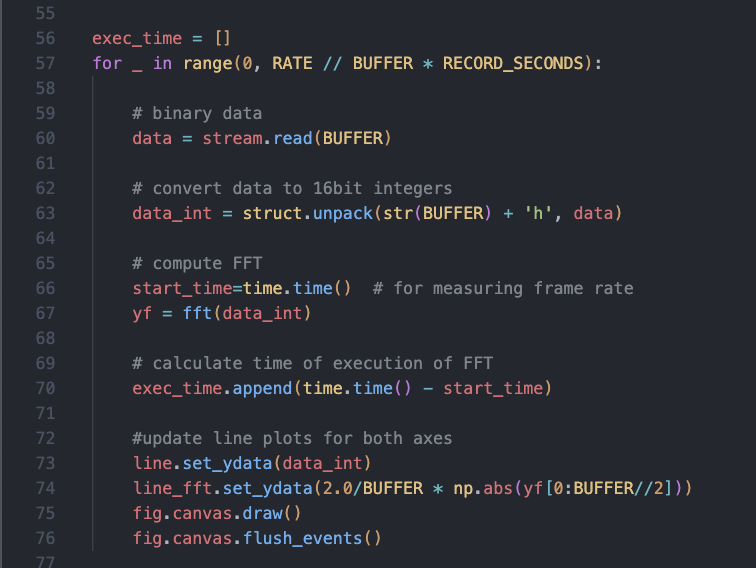 55
56 exec_time = []
57 for _ in range(0, RATE // BUFFER * RECORD_SECONDS):
58
59     # binary data
60     data = stream.read(BUFFER)
61
62     # convert data to 16bit integers
63     data_int = struct.unpack(str(BUFFER) + 'h', data)
64
65     # compute FFT
66     start_time=time.time()  # for measuring frame rate
67     yf = fft(data_int)
68
69     # calculate time of execution of FFT
70     exec_time.append(time.time() - start_time)
71
72     #update line plots for both axes
73     line.set_ydata(data_int)
74     line_fft.set_ydata(2.0/BUFFER * np.abs(yf[0:BUFFER//2]))
75     fig.canvas.draw()
76     fig.canvas.flush_events()
77